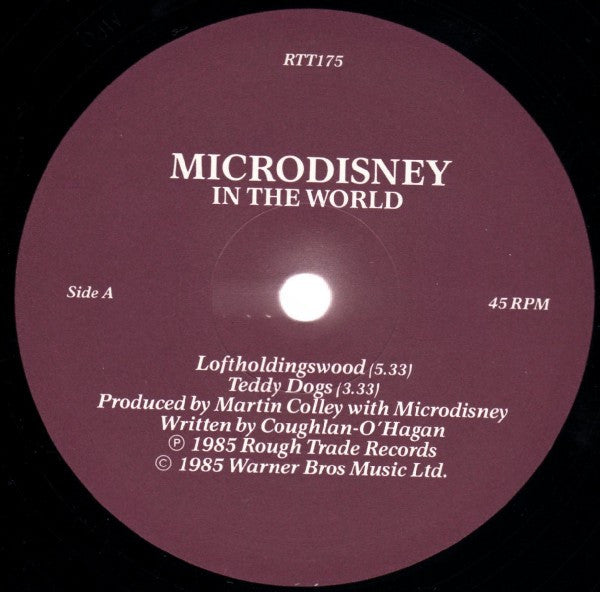 RTT175
MICRODISNEY
IN THE WORLD
Side A
45 RPM
Loftholdingswood (5.33)
Teddy Dogs (3.33)
Produced by Martin Colley with Microdisney
Written by Coughlan-O'Hagan
℗ 1985 Rough Trade Records
© 1985 Warner Bros Music Ltd.